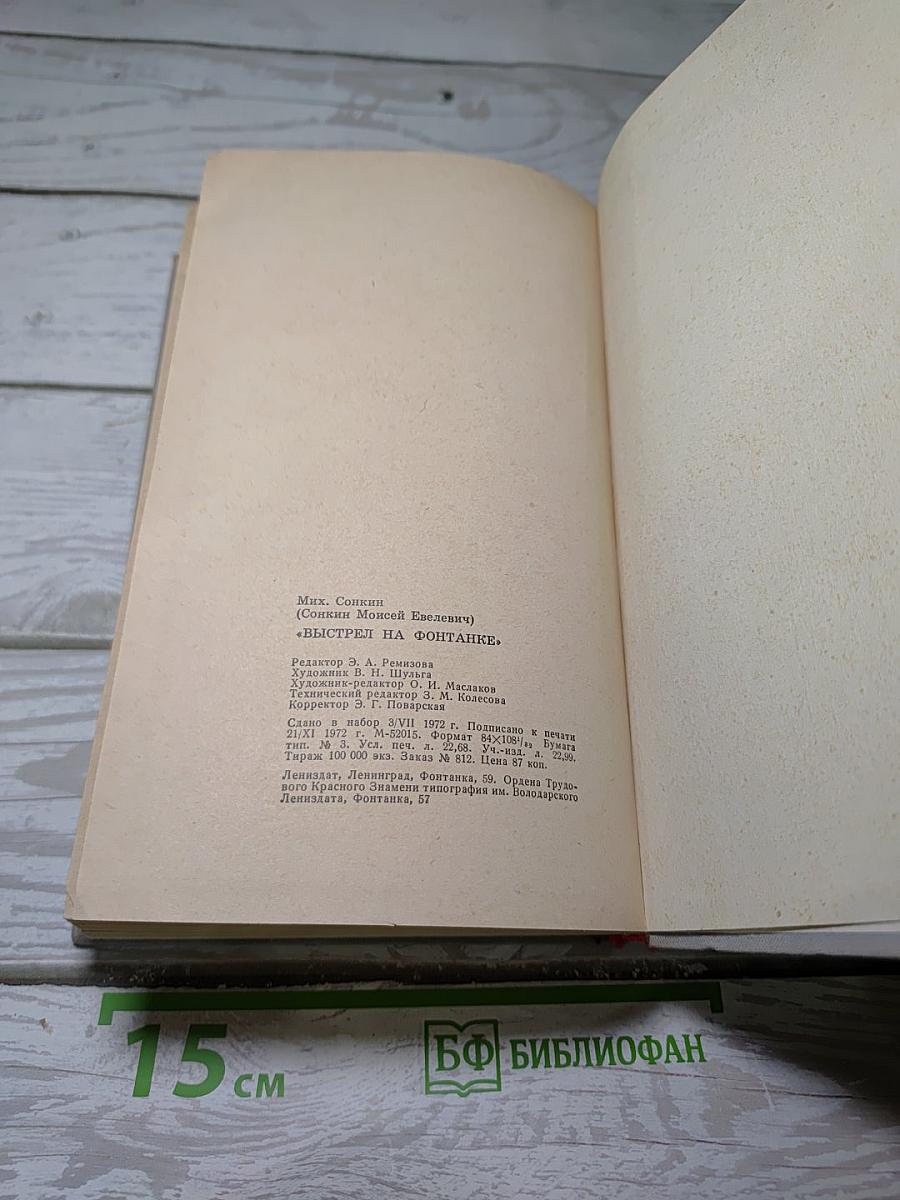 Мих. Сонкин
(Сонкин Моисей Евелевич)
«ВЫСТРЕЛ НА ФОНТАНКЕ»
Редактор Э. А. Ремизова
Художник В. Н. Шульга
Художник-редактор О. И. Маслаков
Технический редактор З. М. Колесова
Корректор Э. Г. Поварская
Сдано в набор 3/VII 1972 г. Подписано к печати
21/XI 1972 г. М-52015. Формат 84×108¹/₃₂ Бумага
тип. № 3. Усл. печ. л. 22,68. Уч.-изд. л. 22,99.
Тираж 100 000 экз. Заказ № 812. Цена 87 коп.
Лениздат, Ленинград, Фонтанка, 59. Ордена Трудо-
вого Красного Знамени типография им. Володарского
Лениздата, Фонтанка, 57
15 см
БФ БИБЛИОФАН